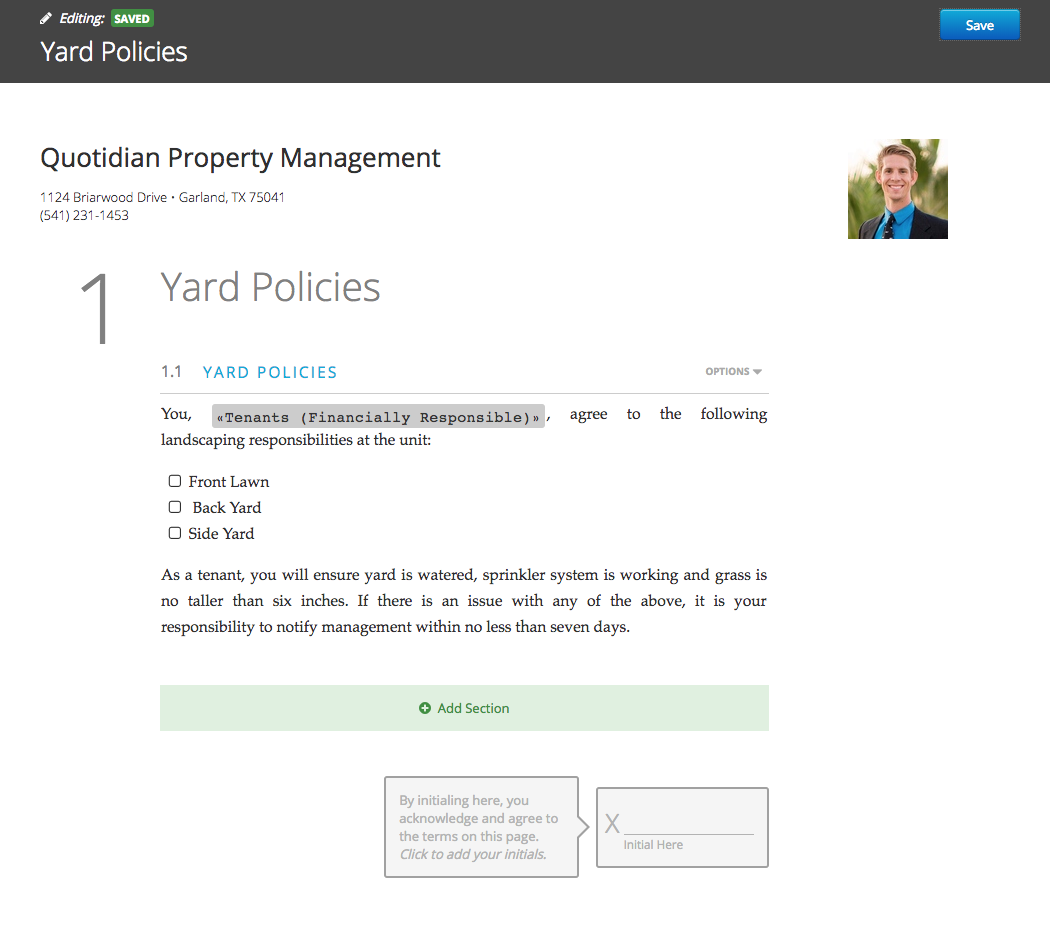 Editing: SAVED
Save
Yard Policies
Quotidian Property Management
1124 Briarwood Drive • Garland, TX 75041
(541) 231-1453
1 Yard Policies
1.1 YARD POLICIES OPTIONS
You, «Tenants (Financially Responsible)», agree to the following
landscaping responsibilities at the unit:
Front Lawn
Back Yard
Side Yard
As a tenant, you will ensure yard is watered, sprinkler system is working and grass is
no taller than six inches. If there is an issue with any of the above, it is your
responsibility to notify management within no less than seven days.
Add Section
By initialing here, you
acknowledge and agree to
the terms on this page.
Click to add your initials.
X
Initial Here